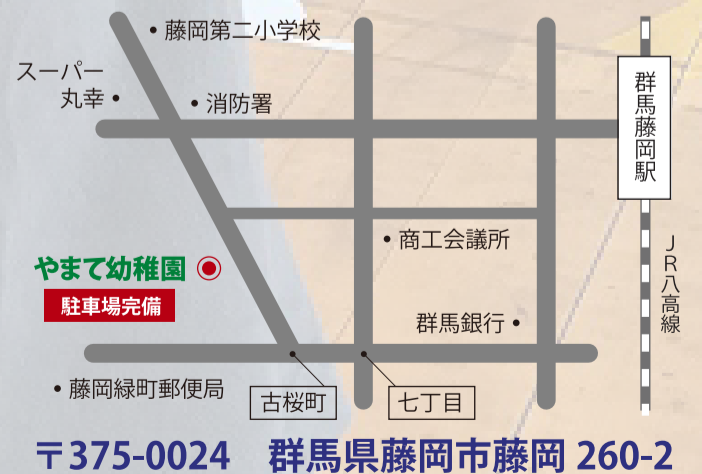 藤岡第二小学校
スーパー
丸幸
消防署
群馬藤岡駅
商工会議所
JR八高線
やまて幼稚園
駐車場完備
群馬銀行
藤岡緑町郵便局
古桜町
七丁目
〒375-0024 群馬県藤岡市藤岡 260-2